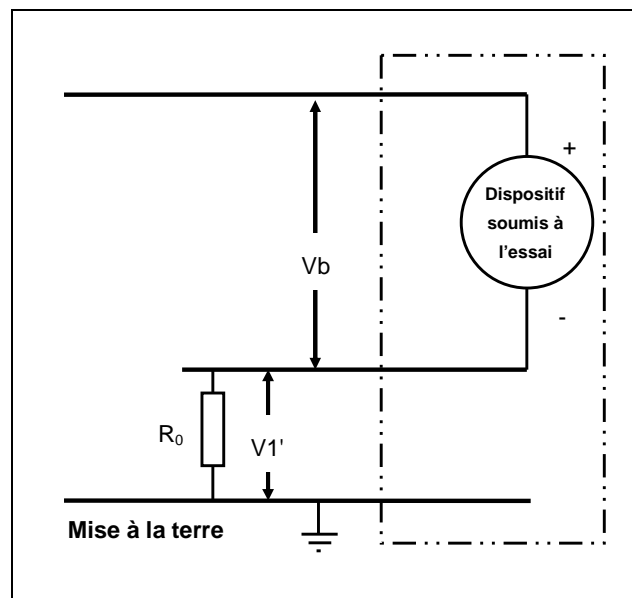 +
Dispositif
soumis à
l'essai
Vb
-
R₀
V1'
Mise à la terre